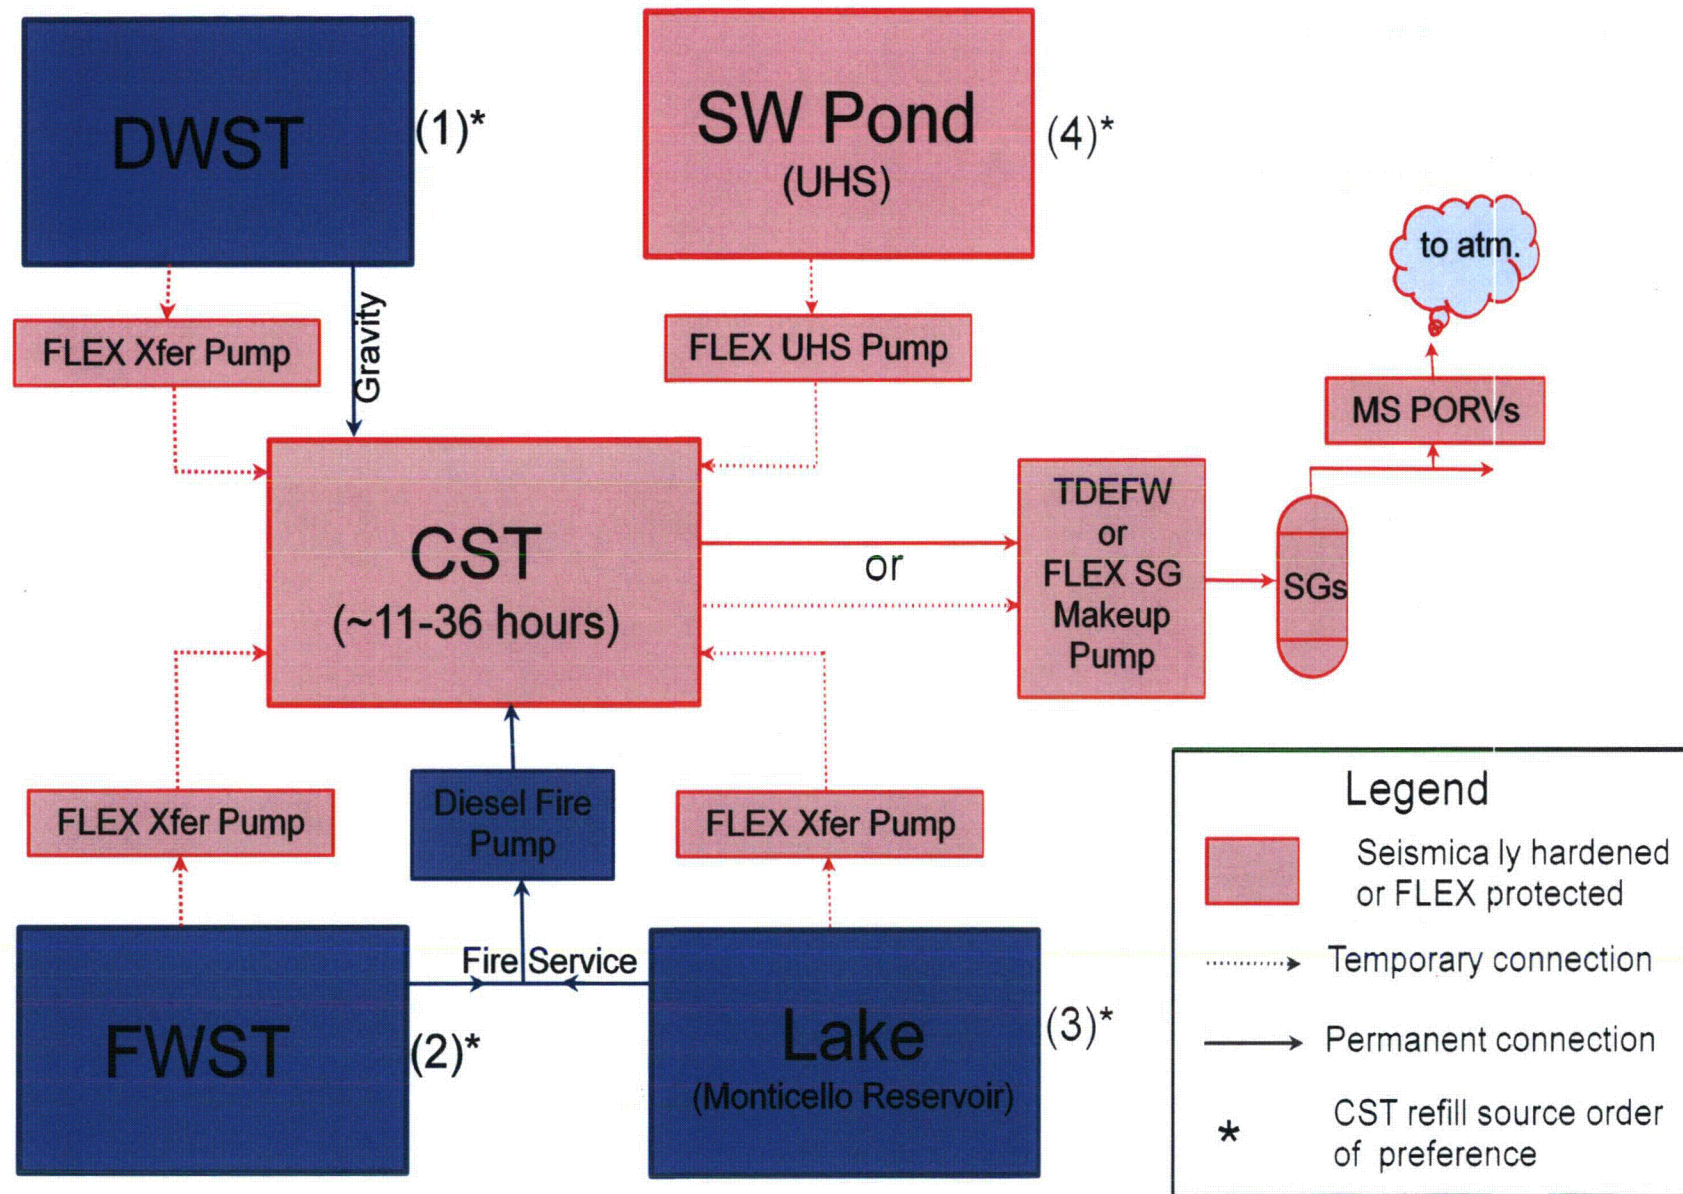 DWST
(1)*
SW Pond
(UHS)
(4)*
to atm.
FLEX Xfer Pump
Gravity
FLEX UHS Pump
MS PORVs
CST
(~11-36 hours)
or
TDEFW
or
FLEX SG
Makeup
Pump
SGs
FLEX Xfer Pump
Diesel Fire
Pump
FLEX Xfer Pump
Fire Service
FWST
(2)*
Lake
(Monticello Reservoir)
(3)*
Legend
Seismica ly hardened
or FLEX protected
Temporary connection
Permanent connection
*
CST refill source order
of preference